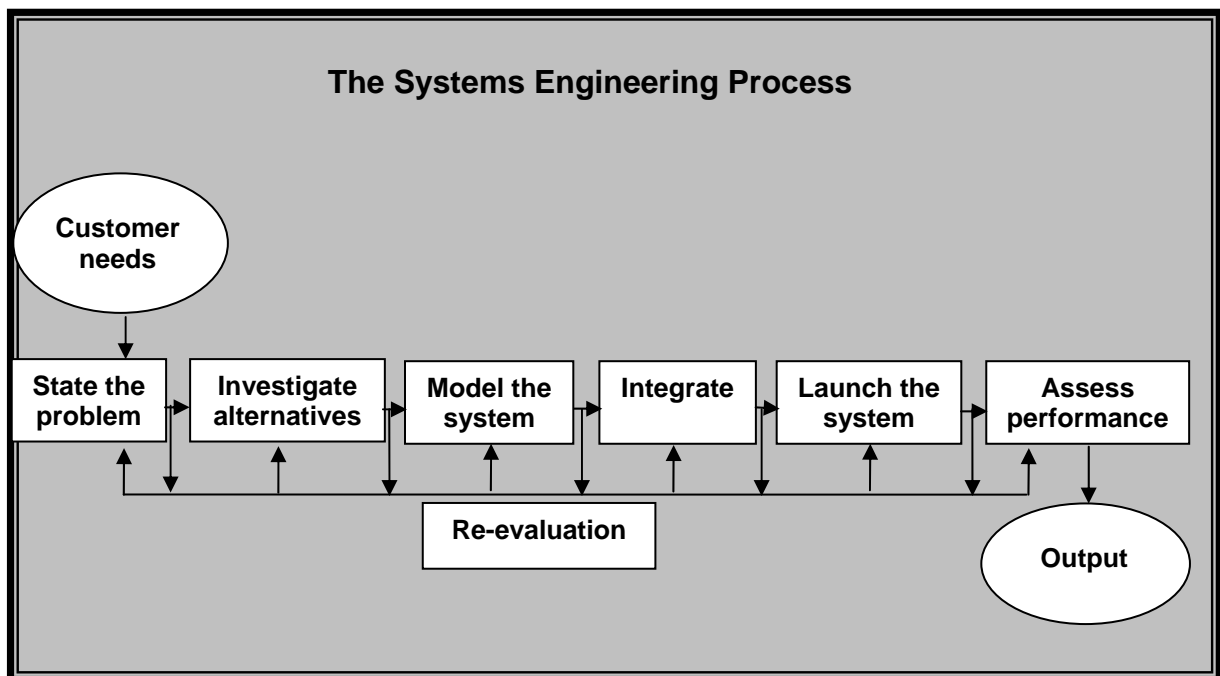 The Systems Engineering Process
Customer
needs
State the
problem
Investigate
alternatives
Model the
system
Integrate
Launch the
system
Assess
performance
Re-evaluation
Output